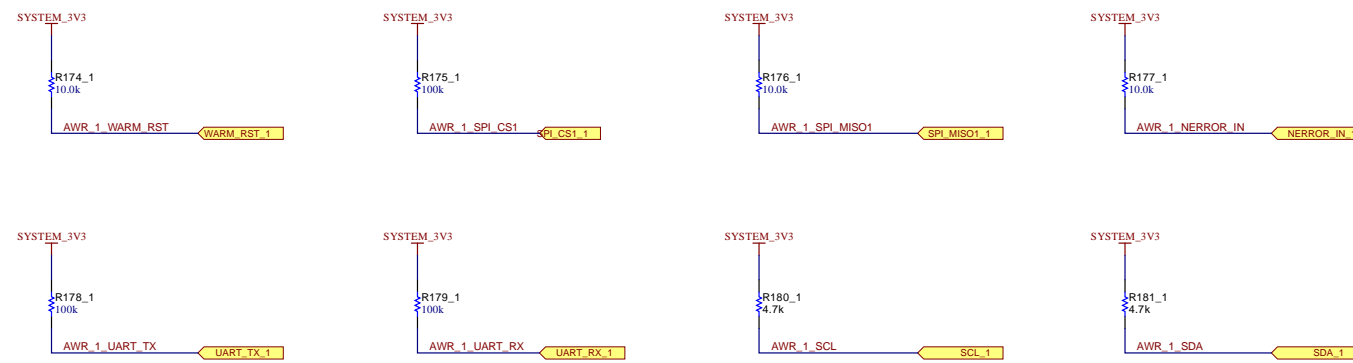 SYSTEM_3V3 SYSTEM_3V3 SYSTEM_3V3 SYSTEM_3V3
R174_1 R175_1 R176_1 R177_1
10.0k 100k 10.0k 10.0k
AWR_1_WARM_RST WARM_RST_1 AWR_1_SPI_CS1 SPI_CS1_1 AWR_1_SPI_MISO1 SPI_MISO1_1 AWR_1_NERROR_IN NERROR_IN_1
SYSTEM_3V3 SYSTEM_3V3 SYSTEM_3V3 SYSTEM_3V3
R178_1 R179_1 R180_1 R181_1
100k 100k 4.7k 4.7k
AWR_1_UART_TX UART_TX_1 AWR_1_UART_RX UART_RX_1 AWR_1_SCL SCL_1 AWR_1_SDA SDA_1